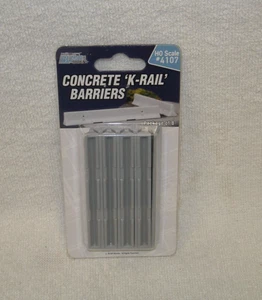 HO Scale
#4107
CONCRETE 'K-RAIL'
BARRIERS